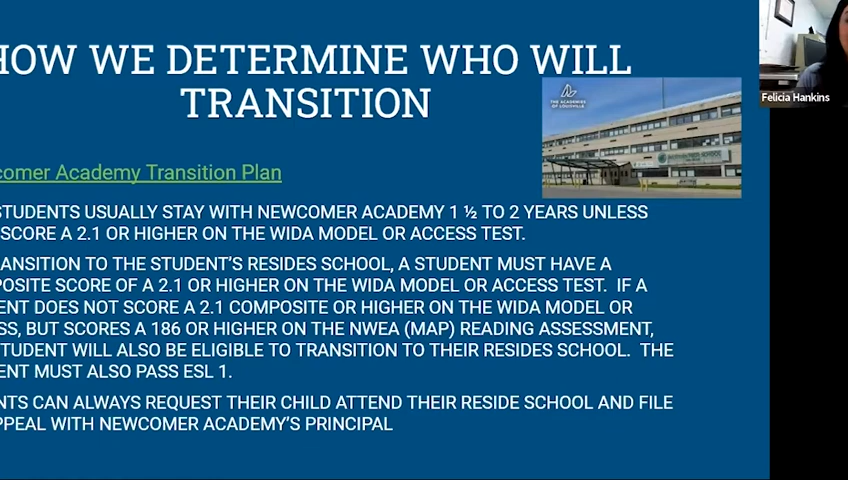 HOW WE DETERMINE WHO WILL
TRANSITION
THE ACADEMIES
OF LOUISVILLE
Felicia Hankins
comer Academy Transition Plan
STUDENTS USUALLY STAY WITH NEWCOMER ACADEMY 1 ½ TO 2 YEARS UNLESS
SCORE A 2.1 OR HIGHER ON THE WIDA MODEL OR ACCESS TEST.
ANSITION TO THE STUDENT'S RESIDES SCHOOL, A STUDENT MUST HAVE A
POSITE SCORE OF A 2.1 OR HIGHER ON THE WIDA MODEL OR ACCESS TEST. IF A
ENT DOES NOT SCORE A 2.1 COMPOSITE OR HIGHER ON THE WIDA MODEL OR
SS, BUT SCORES A 186 OR HIGHER ON THE NWEA (MAP) READING ASSESSMENT,
STUDENT WILL ALSO BE ELIGIBLE TO TRANSITION TO THEIR RESIDES SCHOOL. THE
ENT MUST ALSO PASS ESL 1.
NTS CAN ALWAYS REQUEST THEIR CHILD ATTEND THEIR RESIDE SCHOOL AND FILE
PPEAL WITH NEWCOMER ACADEMY'S PRINCIPAL